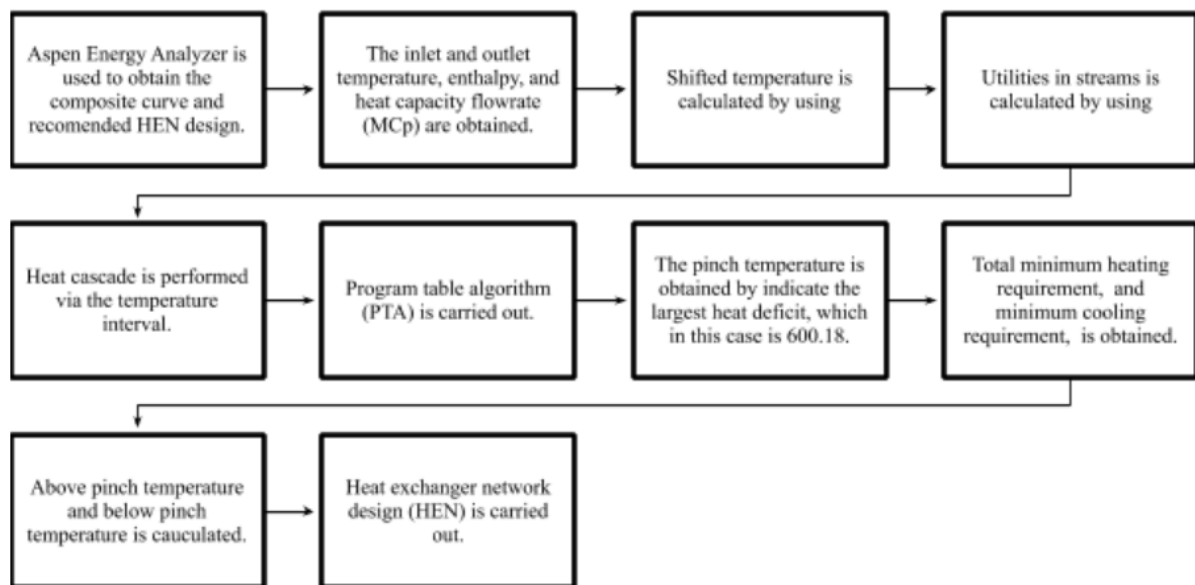 Aspen Energy Analyzer is
used to obtain the
composite curve and
recomended HEN design.
The inlet and outlet
temperature, enthalpy, and
heat capacity flowrate
(MCp) are obtained.
Shifted temperature is
calculated by using
Utilities in streams is
calculated by using
Heat cascade is performed
via the temperature
interval.
Program table algorithm
(PTA) is carried out.
The pinch temperature is
obtained by indicate the
largest heat deficit, which
in this case is 600.18.
Total minimum heating
requirement, and
minimum cooling
requirement, is obtained.
Above pinch temperature
and below pinch
temperature is cauculated.
Heat exchanger network
design (HEN) is carried
out.